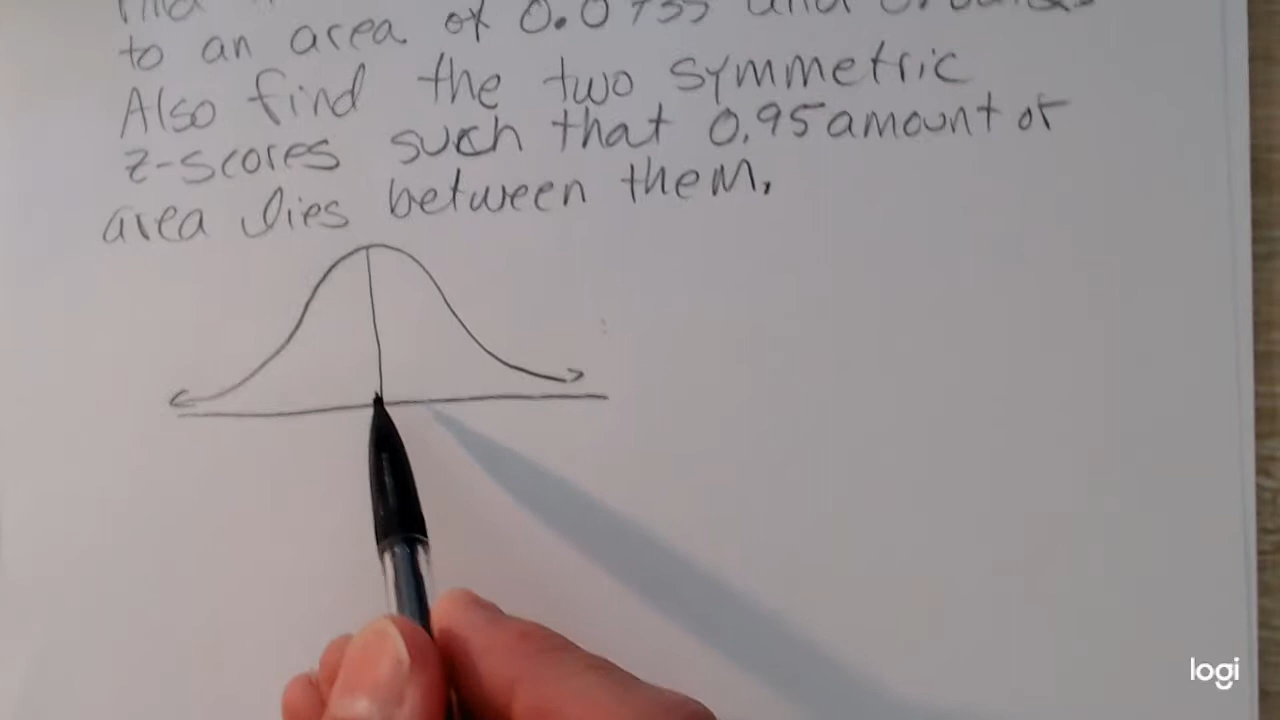 to an area of
Also find the two symmetric
z-scores such that 0.95 amount of
area lies between them.
logi